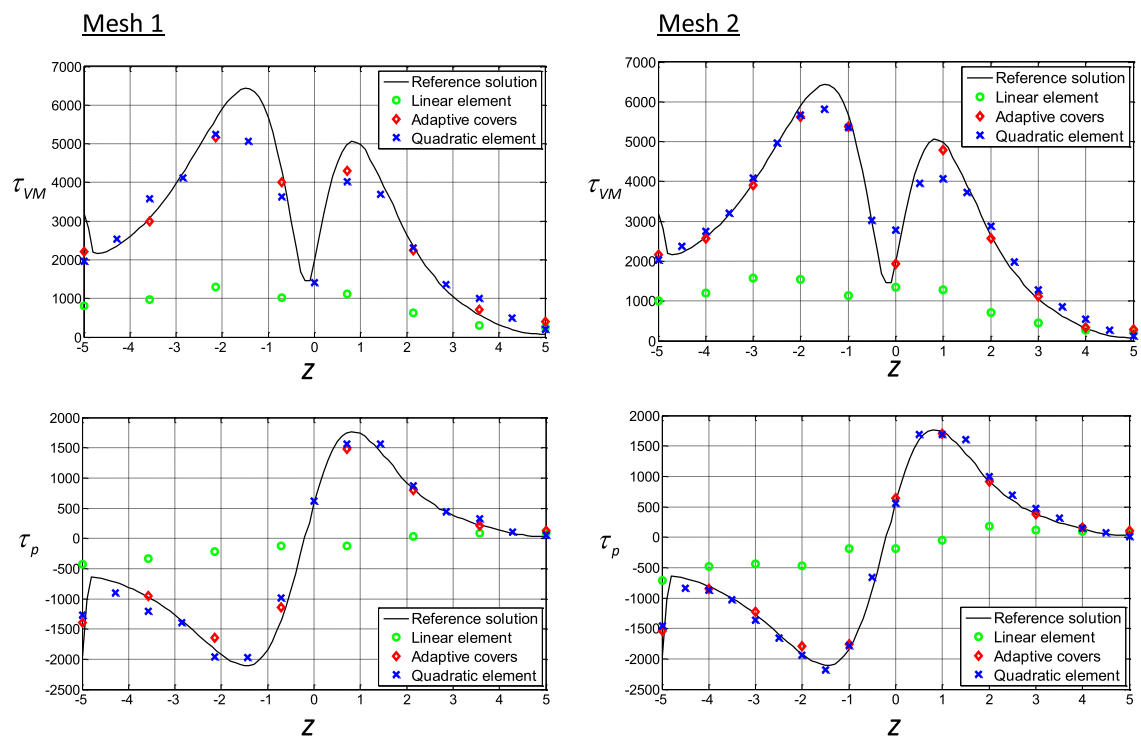 Mesh 1
Mesh 2
7000
6000
5000
4000
3000
2000
1000
0
τVM
-5 -4 -3 -2 -1 0 1 2 3 4 5
z
Reference solution
Linear element
Adaptive covers
Quadratic element
7000
6000
5000
4000
3000
2000
1000
0
τVM
-5 -4 -3 -2 -1 0 1 2 3 4 5
z
Reference solution
Linear element
Adaptive covers
Quadratic element
2000
1500
1000
500
0
-500
-1000
-1500
-2000
-2500
τp
-5 -4 -3 -2 -1 0 1 2 3 4 5
z
Reference solution
Linear element
Adaptive covers
Quadratic element
2000
1500
1000
500
0
-500
-1000
-1500
-2000
-2500
τp
-5 -4 -3 -2 -1 0 1 2 3 4 5
z
Reference solution
Linear element
Adaptive covers
Quadratic element